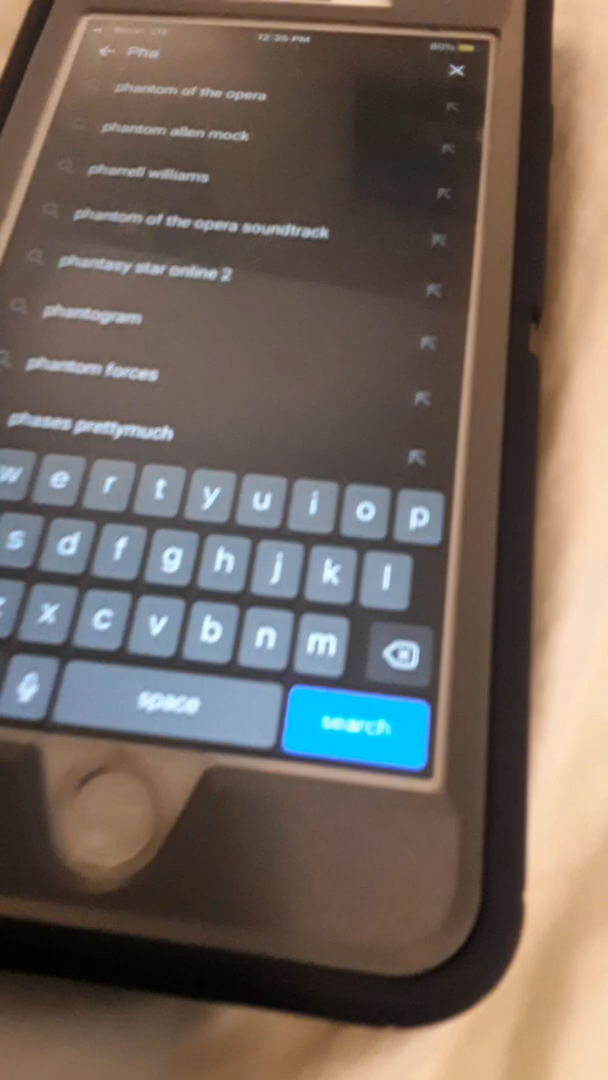 12:35 PM 80%
Pha
phantom of the opera
phantom allen mock
pharrell williams
phantom of the opera soundtrack
phantasy star online 2
phantogram
phantom forces
phases prettymuch
w e r t y u i o p
s d f g h j k l
x c v b n m
space search